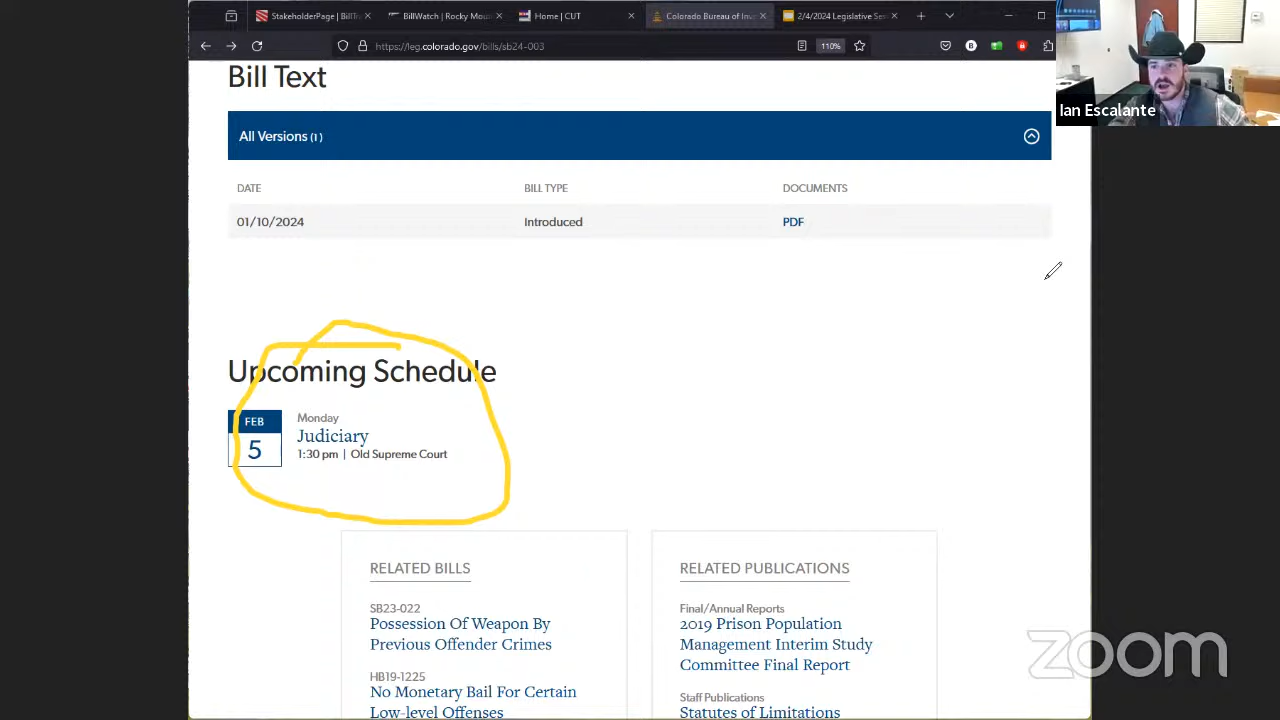 StakeholderPage | BillTr
BillWatch | Rocky Mou
Home | CUT
Colorado Bureau of Inv
2/4/2024 Legislative Ses
https://leg.colorado.gov/bills/sb24-003
110%
Ian Escalante
Bill Text
All Versions (1)
DATE BILL TYPE DOCUMENTS
01/10/2024 Introduced PDF
Upcoming Schedule
FEB
5
Monday
Judiciary
1:30 pm | Old Supreme Court
RELATED BILLS
SB23-022
Possession Of Weapon By
Previous Offender Crimes
HB19-1225
No Monetary Bail For Certain
Low-level Offenses
RELATED PUBLICATIONS
Final/Annual Reports
2019 Prison Population
Management Interim Study
Committee Final Report
Staff Publications
Statutes of Limitations
zoom